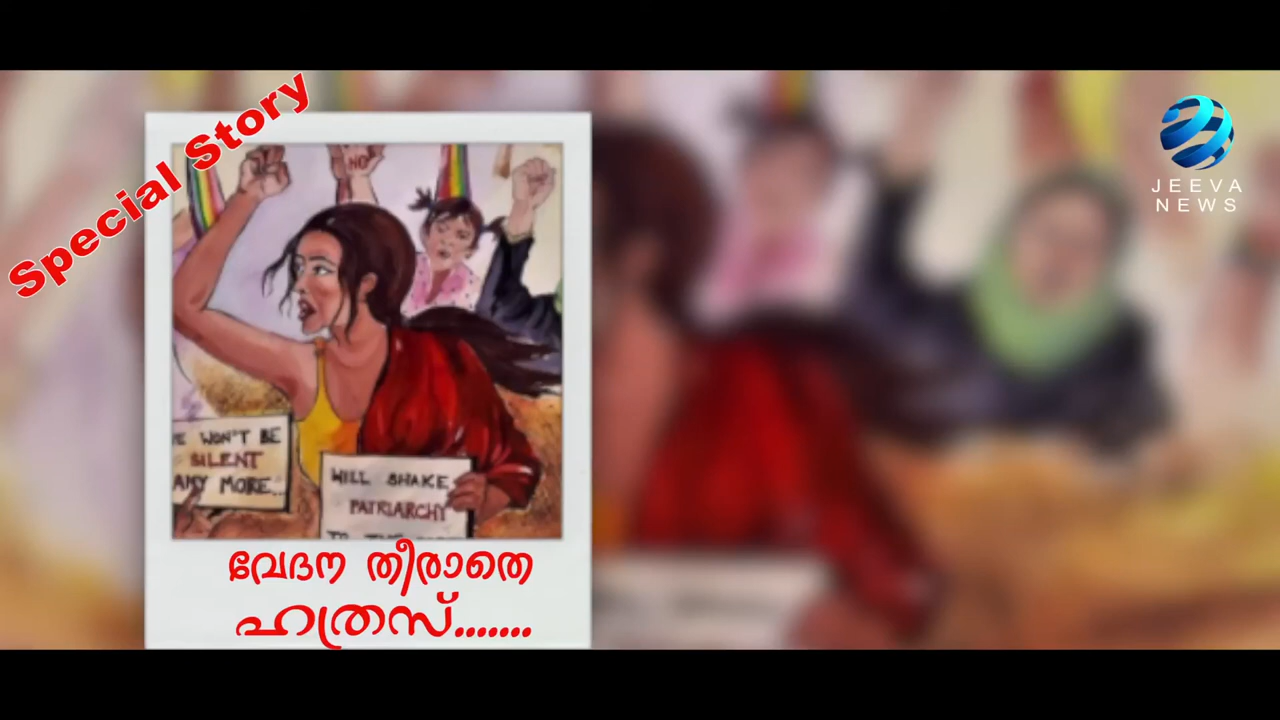 Special Story
JEEVA
NEWS
NO
E WON'T BE
SILENT
ANY MORE...
WILL SHAKE
PATRIARCHY
വേദന തീരാതെ
ഹത്രസ്.......